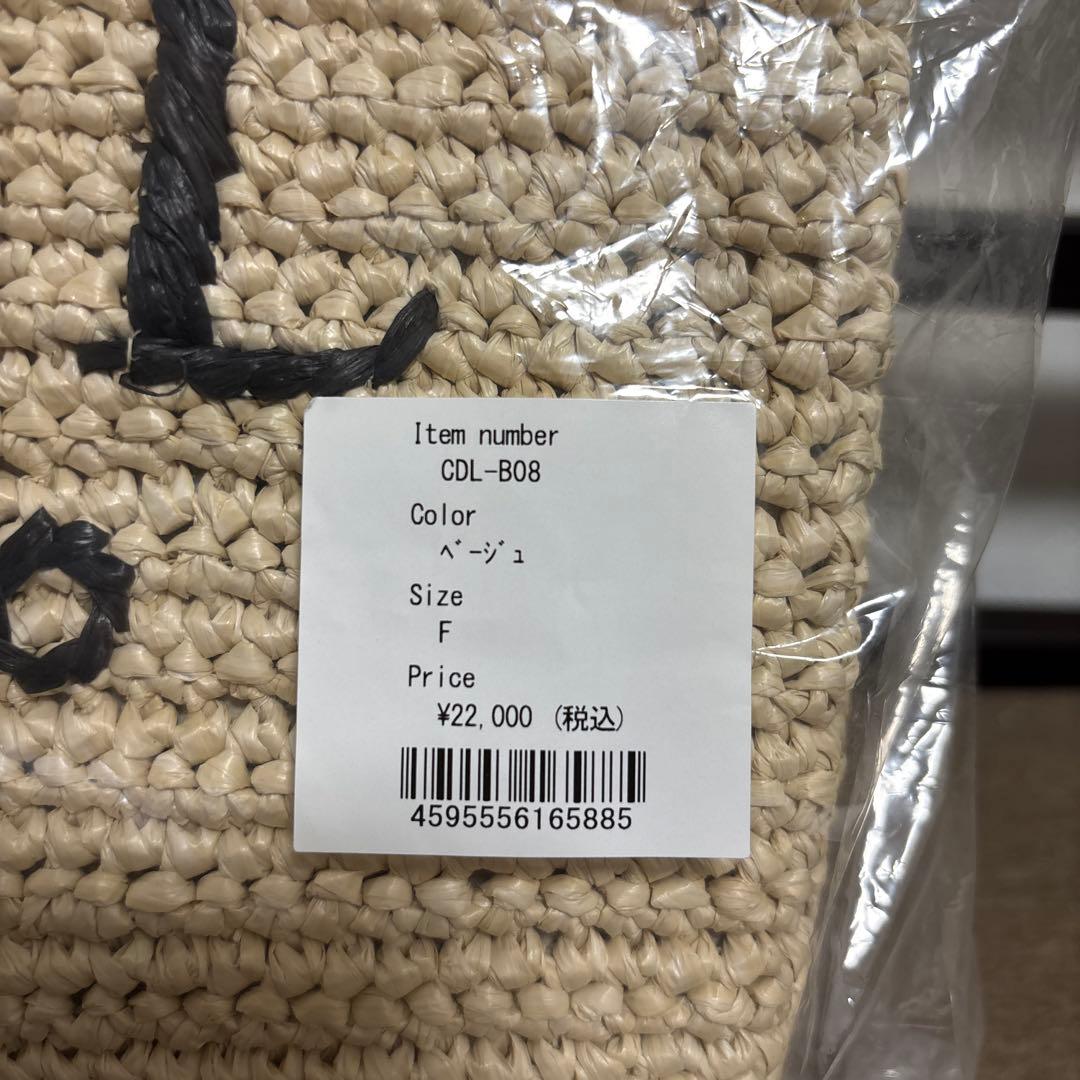 L
o
Item number
CDL-B08
Color
ﾍﾞｰｼﾞｭ
Size
F
Price
¥22,000 (税込)
4595556165885